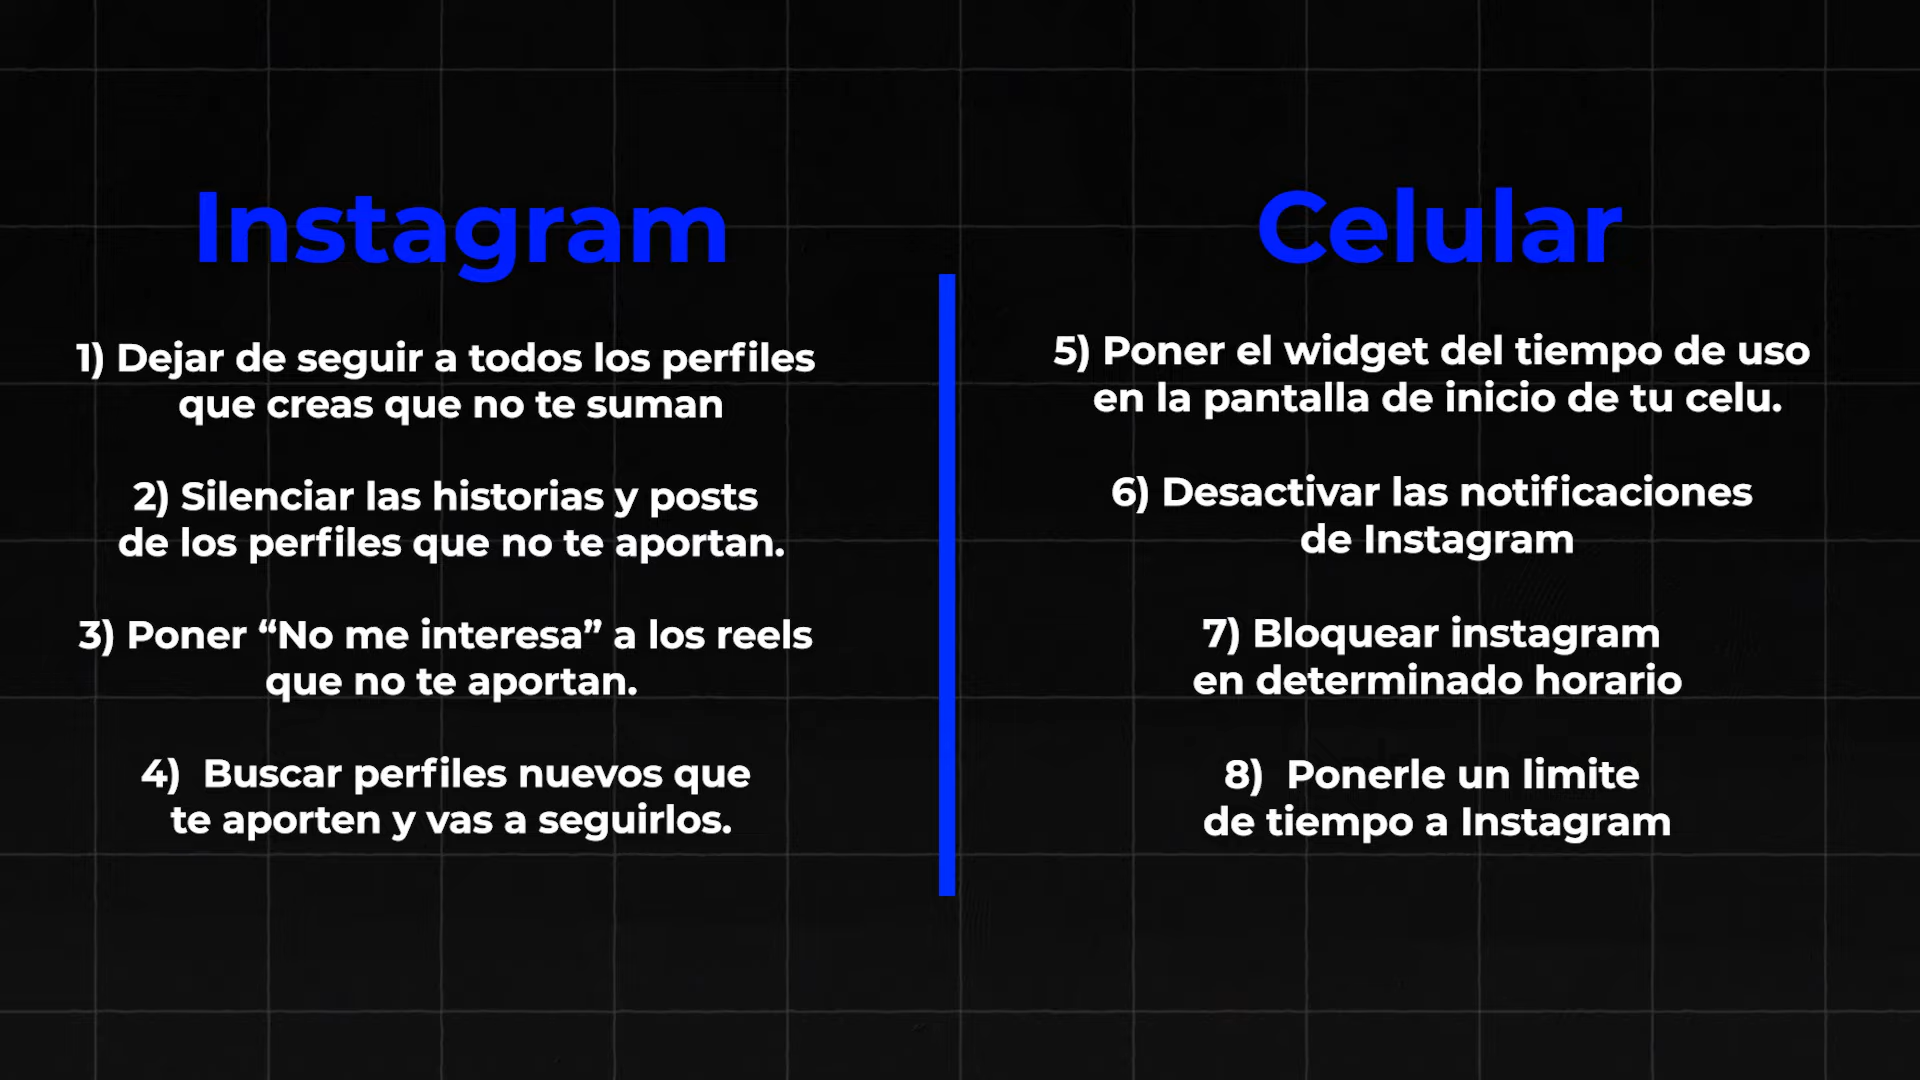 Instagram
1) Dejar de seguir a todos los perfiles
que creas que no te suman
2) Silenciar las historias y posts
de los perfiles que no te aportan.
3) Poner “No me interesa” a los reels
que no te aportan.
4)  Buscar perfiles nuevos que
te aporten y vas a seguirlos.
Celular
5) Poner el widget del tiempo de uso
en la pantalla de inicio de tu celu.
6) Desactivar las notificaciones
de Instagram
7) Bloquear instagram
en determinado horario
8)  Ponerle un limite
de tiempo a Instagram